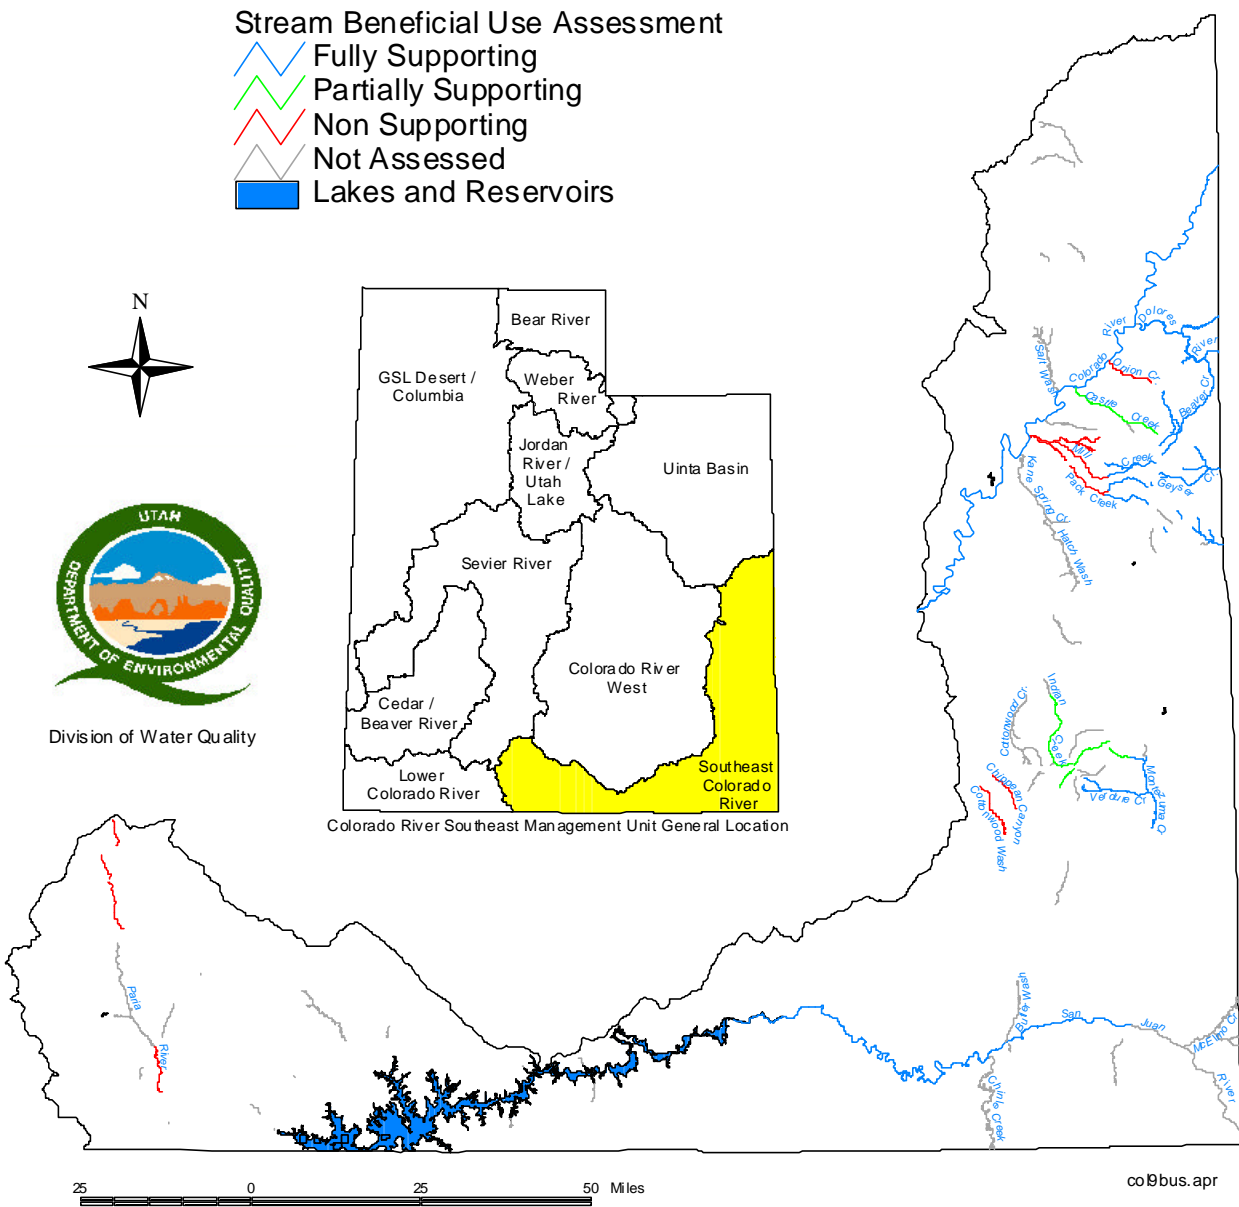 Stream Beneficial Use Assessment
Fully Supporting
Partially Supporting
Non Supporting
Not Assessed
Lakes and Reservoirs
N
Bear River
GSL Desert /
Columbia
Weber
River
Jordan
River /
Utah
Lake
Uinta Basin
Sevier River
Colorado River
West
Cedar /
Beaver River
Lower
Colorado River
Southeast
Colorado
River
Colorado River Southeast Management Unit General Location
UTAH
DEPARTMENT OF ENVIRONMENTAL QUALITY
Division of Water Quality
River
Dolores
River
Salt Wash
Colorado
Onion Cr.
Castle
Creek
Beaver Cr.
Mill
Creek
Pack Creek
Geyser
Cr.
Kane
Spring Cr.
Hatch Wash
Indian
Creek
Cottonwood Cr.
Chippean Canyon
Cottonwood Wash
Verdure Cr
Montezuma Cr.
Paria
River
Butler Wash
San
Juan
McElmo Cr.
River
Chinle Creek
25
0
25
50
Miles
col9bus.apr